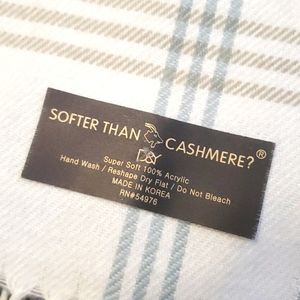 SOFTER THAN CASHMERE?®
D&Y
Super Soft 100% Acrylic
Hand Wash / Reshape Dry Flat / Do Not Bleach
MADE IN KOREA
RN#54976